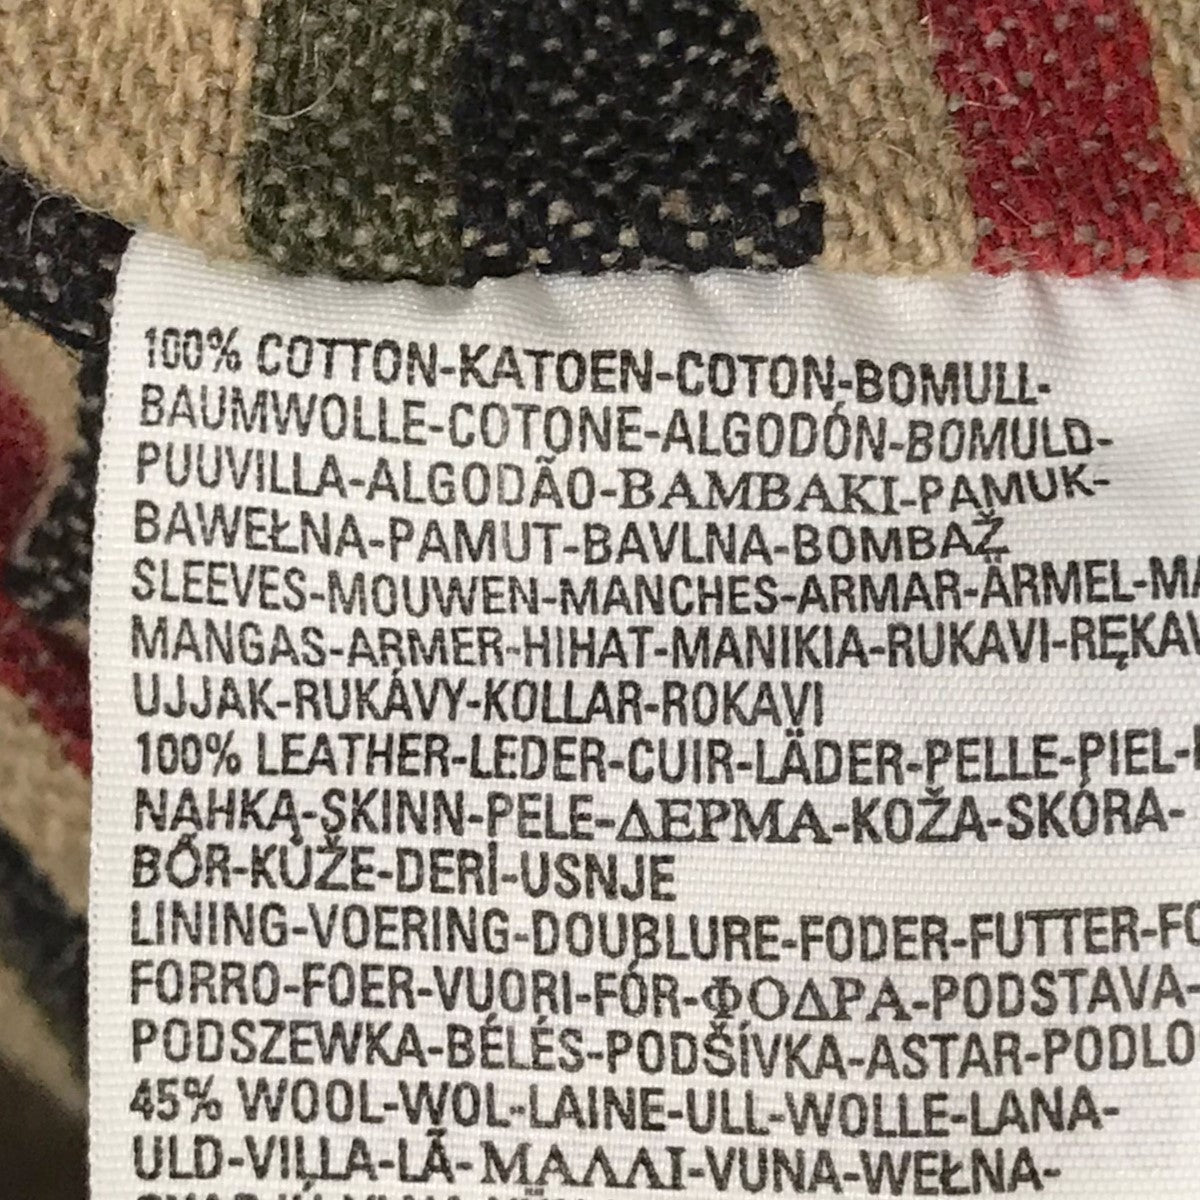 100% COTTON-KATOEN-COTON-BOMULL-
BAUMWOLLE-COTONE-ALGODÓN-BOMULD-
PUUVILLA-ALGODÃO-BAMBAKI-PAMUK-
BAWEŁNA-PAMUT-BAVLNA-BOMBAŽ
SLEEVES-MOUWEN-MANCHES-ARMAR-ÄRMEL-MA
MANGAS-ARMER-HIHAT-MANIKIA-RUKAVI-RĘKAW
UJJAK-RUKÁVY-KOLLAR-ROKAVI
100% LEATHER-LEDER-CUIR-LÄDER-PELLE-PIEL-
NAHKA-SKINN-PELE-ΔΕΡΜΑ-KOŽA-SKÓRA-
BŐR-KŮŽE-DERİ-USNJE
LINING-VOERING-DOUBLURE-FODER-FUTTER-FO
FORRO-FOER-VUORI-FÓR-ΦΟΔΡΑ-PODSTAVA-
PODSZEWKA-BÉLÉS-PODŠÍVKA-ASTAR-PODLO
45% WOOL-WOL-LAINE-ULL-WOLLE-LANA-
ULD-VILLA-LÃ-ΜΑΛΛΙ-VUNA-WEŁNA-